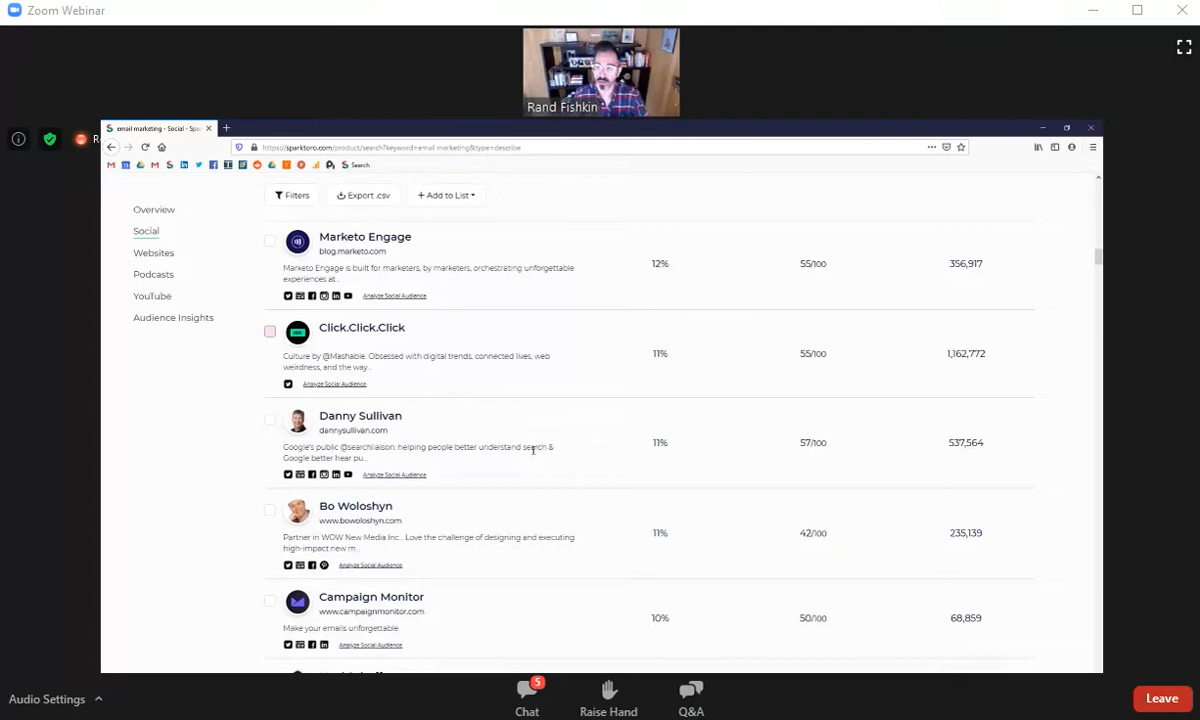 Zoom Webinar
Rand Fishkin
R
email marketing - Social - Spar
https://sparktoro.com/product/search?keyword=email marketing&type=describe
Search
Filters
Export .csv
+ Add to List
Overview
Social
Websites
Podcasts
YouTube
Audience Insights
Marketo Engage
blog.marketo.com
Marketo Engage is built for marketers, by marketers, orchestrating unforgettable
experiences at...
Analyze Social Audience
12%
55/100
356,917
Click.Click.Click
Culture by @Mashable. Obsessed with digital trends, connected lives, web
weirdness, and the way...
Analyze Social Audience
11%
55/100
1,162,772
Danny Sullivan
dannysullivan.com
Google's public @searchliaison: helping people better understand search &
Google better hear pu...
Analyze Social Audience
11%
57/100
537,564
Bo Woloshyn
www.bowoloshyn.com
Partner in WOW New Media Inc... Love the challenge of designing and executing
high-impact new m...
Analyze Social Audience
11%
42/100
235,139
Campaign Monitor
www.campaignmonitor.com
Make your emails unforgettable
Analyze Social Audience
10%
50/100
68,859
Audio Settings
5
Chat
Raise Hand
Q&A
Leave